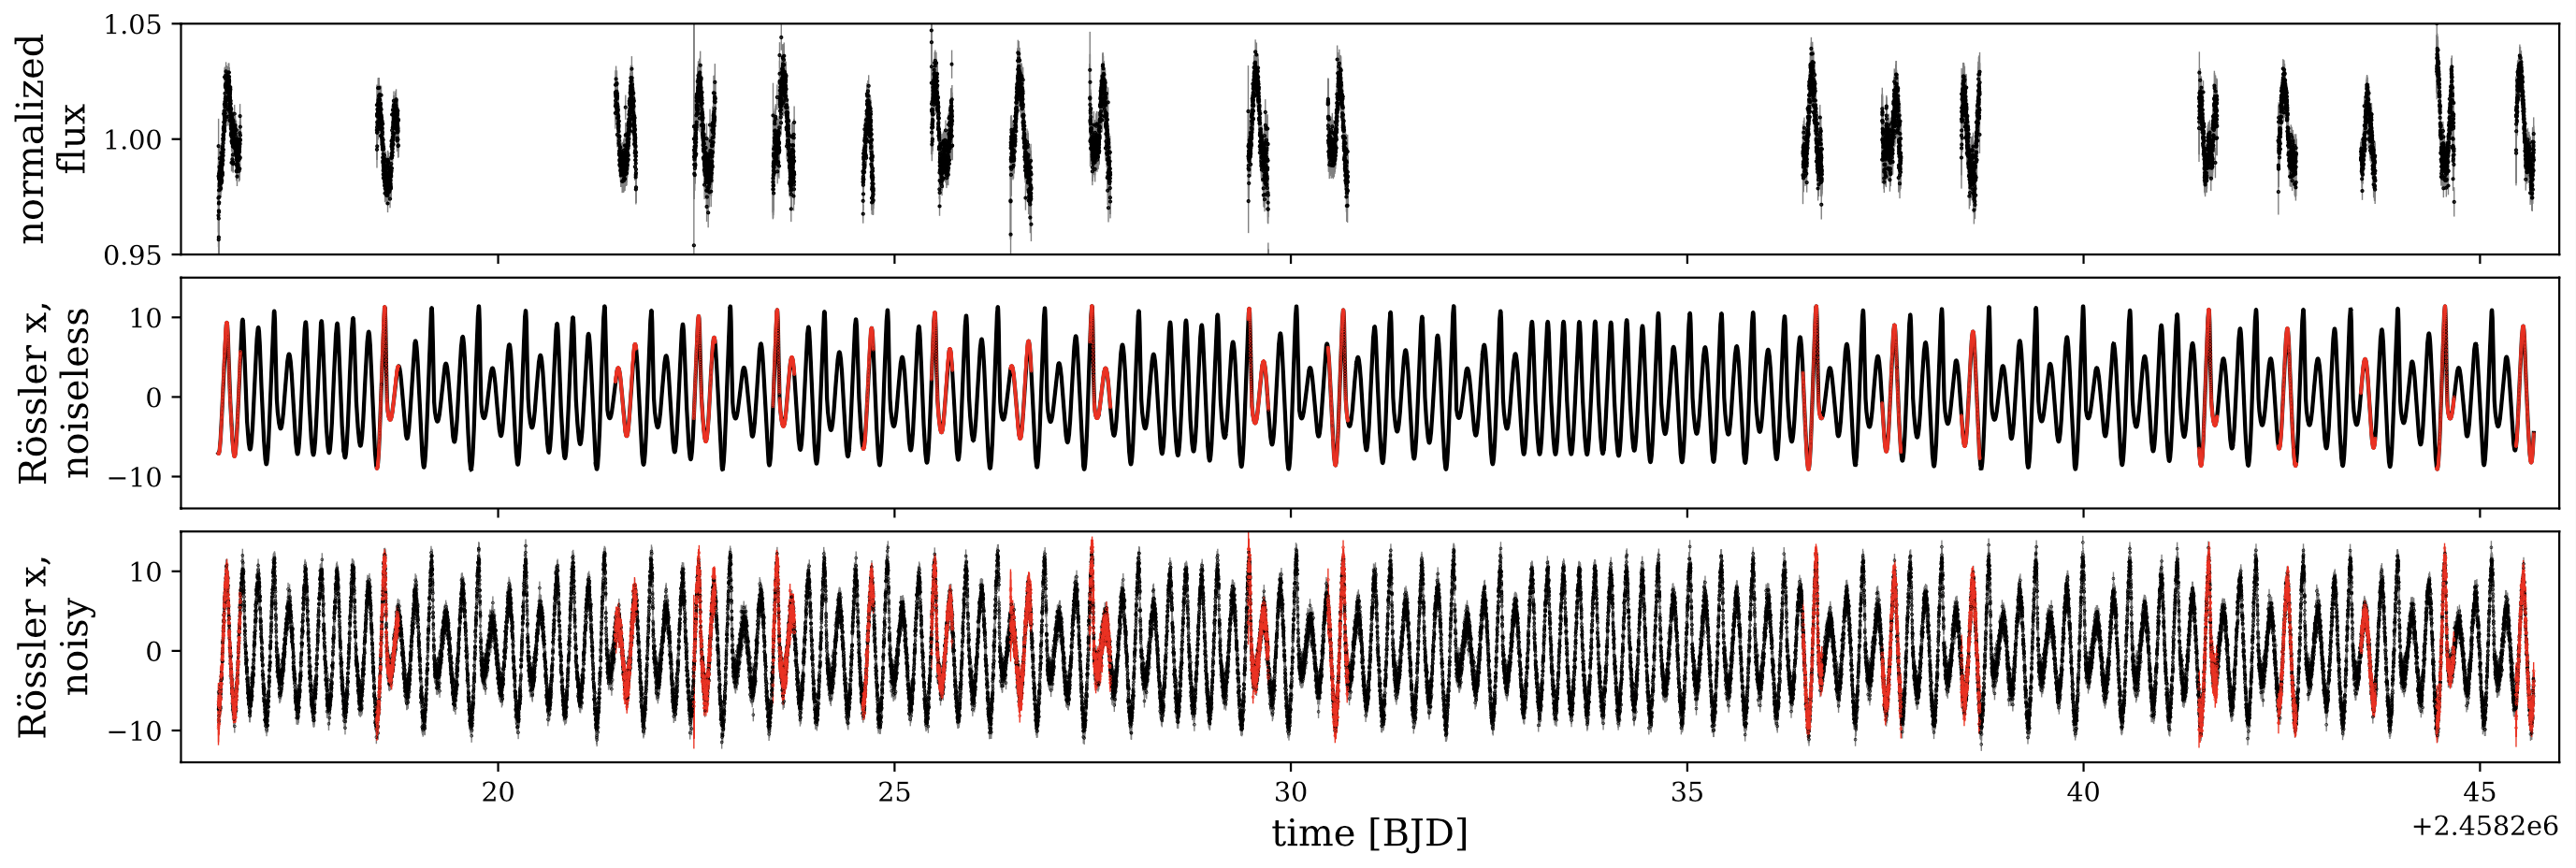 normalized
flux
1.05
1.00
0.95
Rössler x,
noiseless
10
0
−10
Rössler x,
noisy
10
0
−10
20 25 30 35 40 45
time [BJD]
+2.4582e6